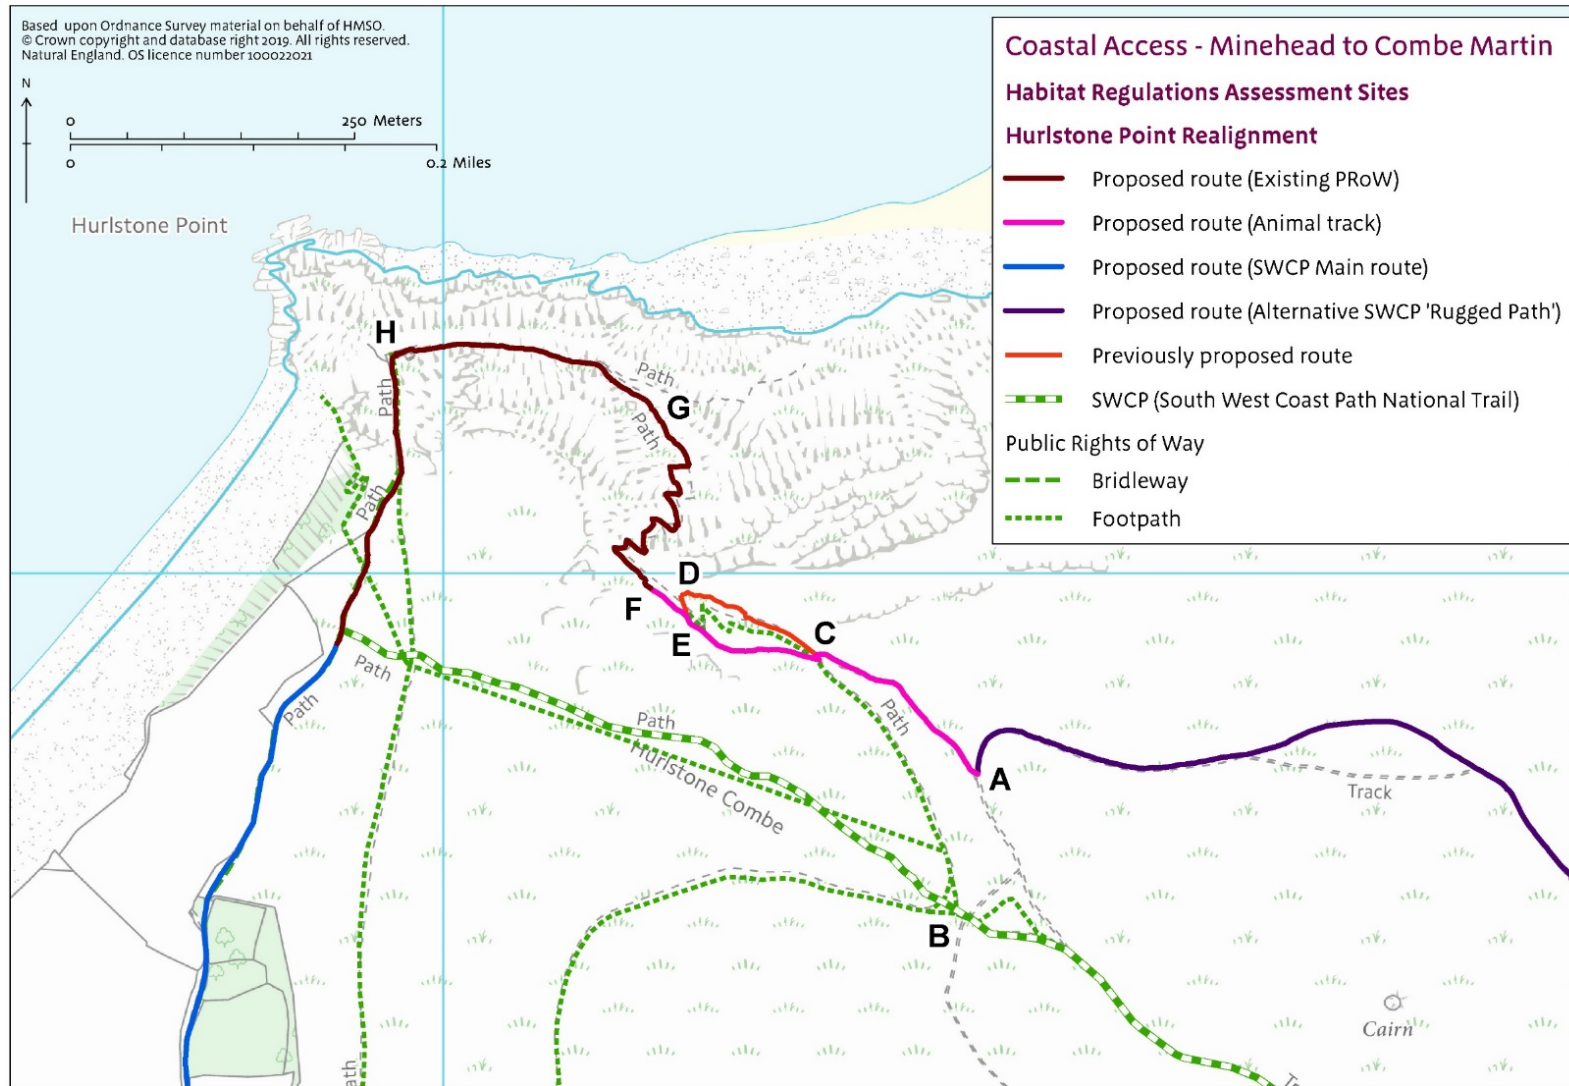 Based upon Ordnance Survey material on behalf of HMSO.
© Crown copyright and database right 2019. All rights reserved.
Natural England. OS licence number 100022021
N
0 250 Meters
0 0.2 Miles
Hurlstone Point
Coastal Access - Minehead to Combe Martin
Habitat Regulations Assessment Sites
Hurlstone Point Realignment
Proposed route (Existing PRoW)
Proposed route (Animal track)
Proposed route (SWCP Main route)
Proposed route (Alternative SWCP 'Rugged Path')
Previously proposed route
SWCP (South West Coast Path National Trail)
Public Rights of Way
Bridleway
Footpath
H
Path
Path
G
Path
Path
D
F
E
C
Path
Path
Path
Path
Hurlstone Combe
A
Track
B
Cairn
ath
Tr